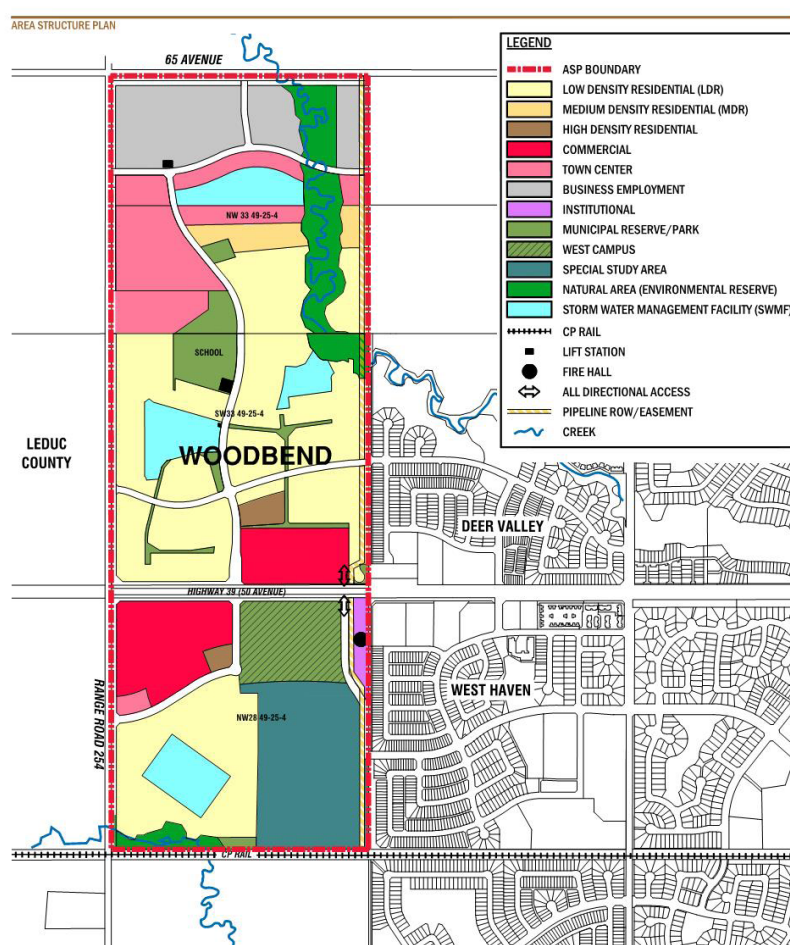 AREA STRUCTURE PLAN
65 AVENUE
LEGEND
ASP BOUNDARY
LOW DENSITY RESIDENTIAL (LDR)
MEDIUM DENSITY RESIDENTIAL (MDR)
HIGH DENSITY RESIDENTIAL
COMMERCIAL
TOWN CENTER
BUSINESS EMPLOYMENT
INSTITUTIONAL
MUNICIPAL RESERVE/PARK
WEST CAMPUS
SPECIAL STUDY AREA
NATURAL AREA (ENVIRONMENTAL RESERVE)
STORM WATER MANAGEMENT FACILITY (SWMF)
CP RAIL
LIFT STATION
FIRE HALL
ALL DIRECTIONAL ACCESS
PIPELINE ROW/EASEMENT
CREEK
NW 33 49-25-4
SCHOOL
SW33 49-25-4
LEDUC
COUNTY
WOODBEND
DEER VALLEY
HIGHWAY 39 (50 AVENUE)
RANGE ROAD 254
WEST HAVEN
NW28 49-25-4
CP RAIL